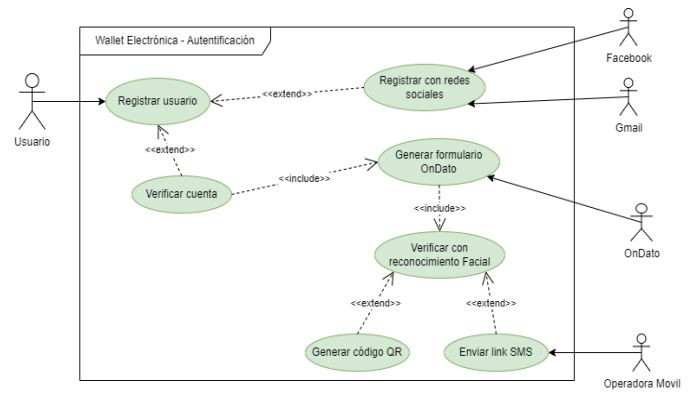 Wallet Electrónica - Autentificación
Facebook
Registrar con redes
sociales
<<extend>>
Registrar usuario
Gmail
Usuario
<<extend>>
Generar formulario
OnDato
<<include>>
Verificar cuenta
<<include>>
Verificar con
reconocimiento Facial
OnDato
<<extend>>
<<extend>>
Generar código QR
Enviar link SMS
Operadora Movil